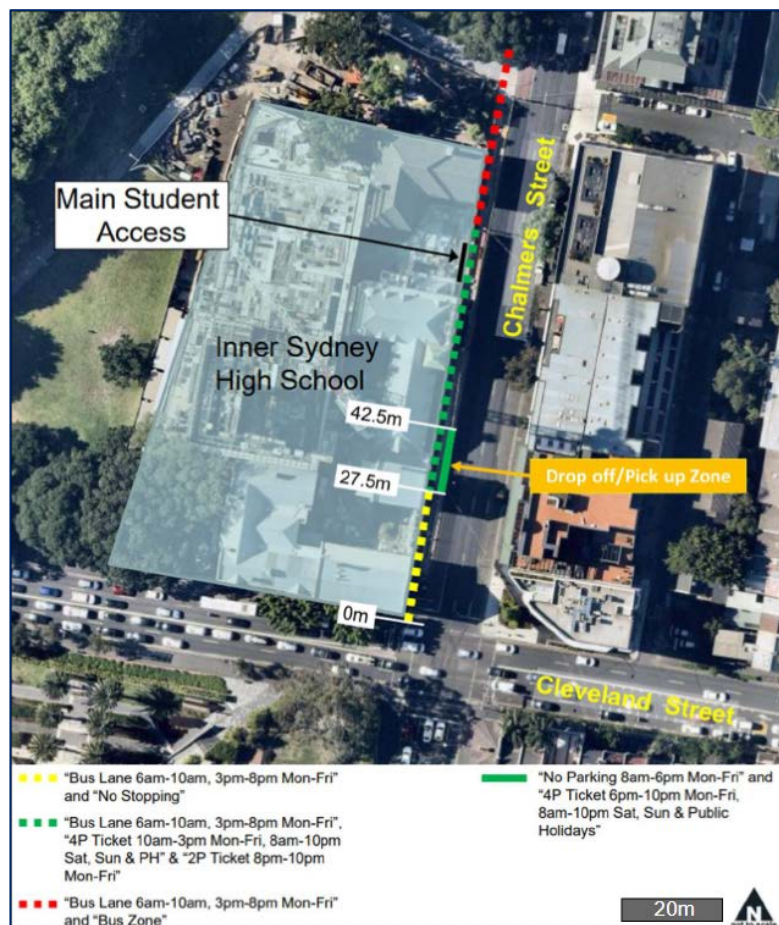 Main Student
Access
Chalmers Street
Inner Sydney
High School
42.5m
27.5m
Drop off/Pick up Zone
0m
Cleveland Street
"Bus Lane 6am-10am, 3pm-8pm Mon-Fri"
and "No Stopping"
"Bus Lane 6am-10am, 3pm-8pm Mon-Fri",
"4P Ticket 10am-3pm Mon-Fri, 8am-10pm
Sat, Sun & PH" & "2P Ticket 8pm-10pm
Mon-Fri"
"Bus Lane 6am-10am, 3pm-8pm Mon-Fri"
and "Bus Zone"
"No Parking 8am-6pm Mon-Fri" and
"4P Ticket 6pm-10pm Mon-Fri,
8am-10pm Sat, Sun & Public
Holidays"
20m
N